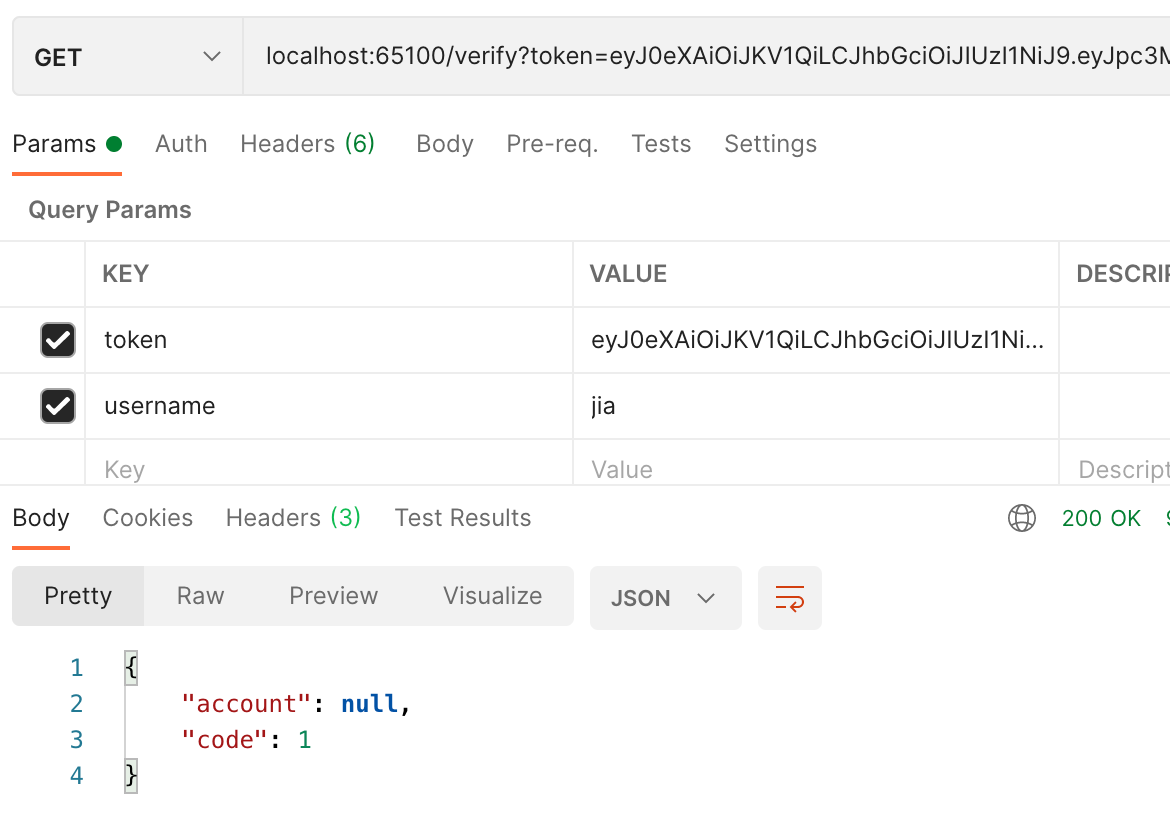 GET localhost:65100/verify?token=eyJ0eXAiOiJKV1QiLCJhbGciOiJIUzI1NiJ9.eyJpc3M
Params Auth Headers (6) Body Pre-req. Tests Settings
Query Params
KEY VALUE DESCRIP
token eyJ0eXAiOiJKV1QiLCJhbGciOiJIUzI1Ni...
username jia
Key Value Descript
Body Cookies Headers (3) Test Results 200 OK
Pretty Raw Preview Visualize JSON
1 {
2 "account": null,
3 "code": 1
4 }